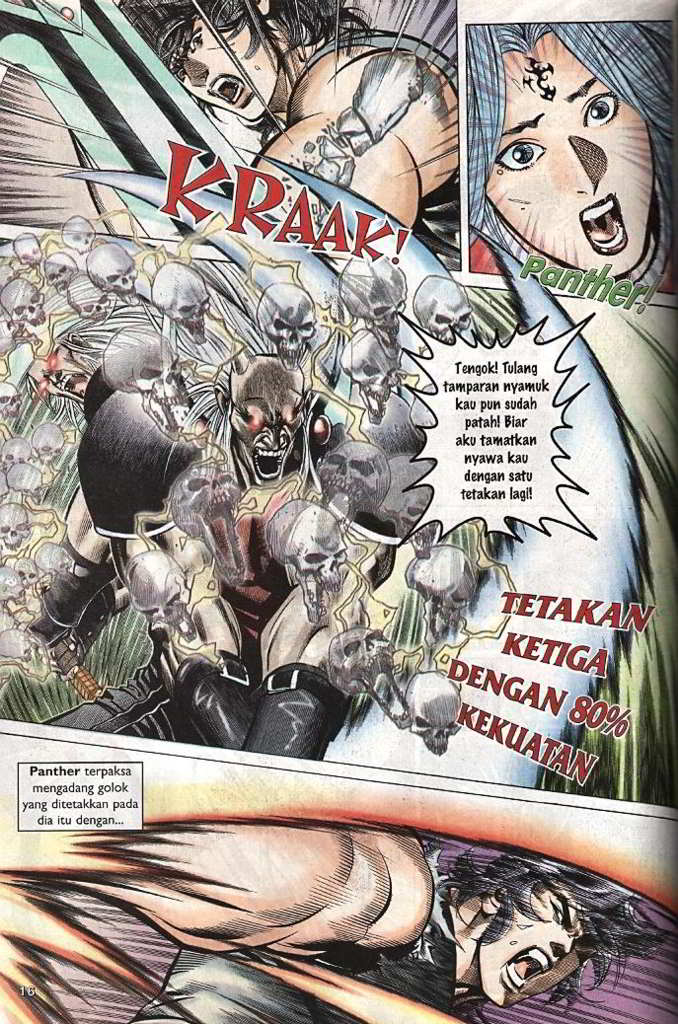 KRAAK!
Panther!
Tengok! Tulang
tamparan nyamuk
kau pun sudah
patah! Biar
aku tamatkan
nyawa kau
dengan satu
tetakan lagi!
TETAKAN
KETIGA
DENGAN 80%
KEKUATAN
Panther terpaksa
mengadang golok
yang ditetakkan pada
dia itu dengan...
16